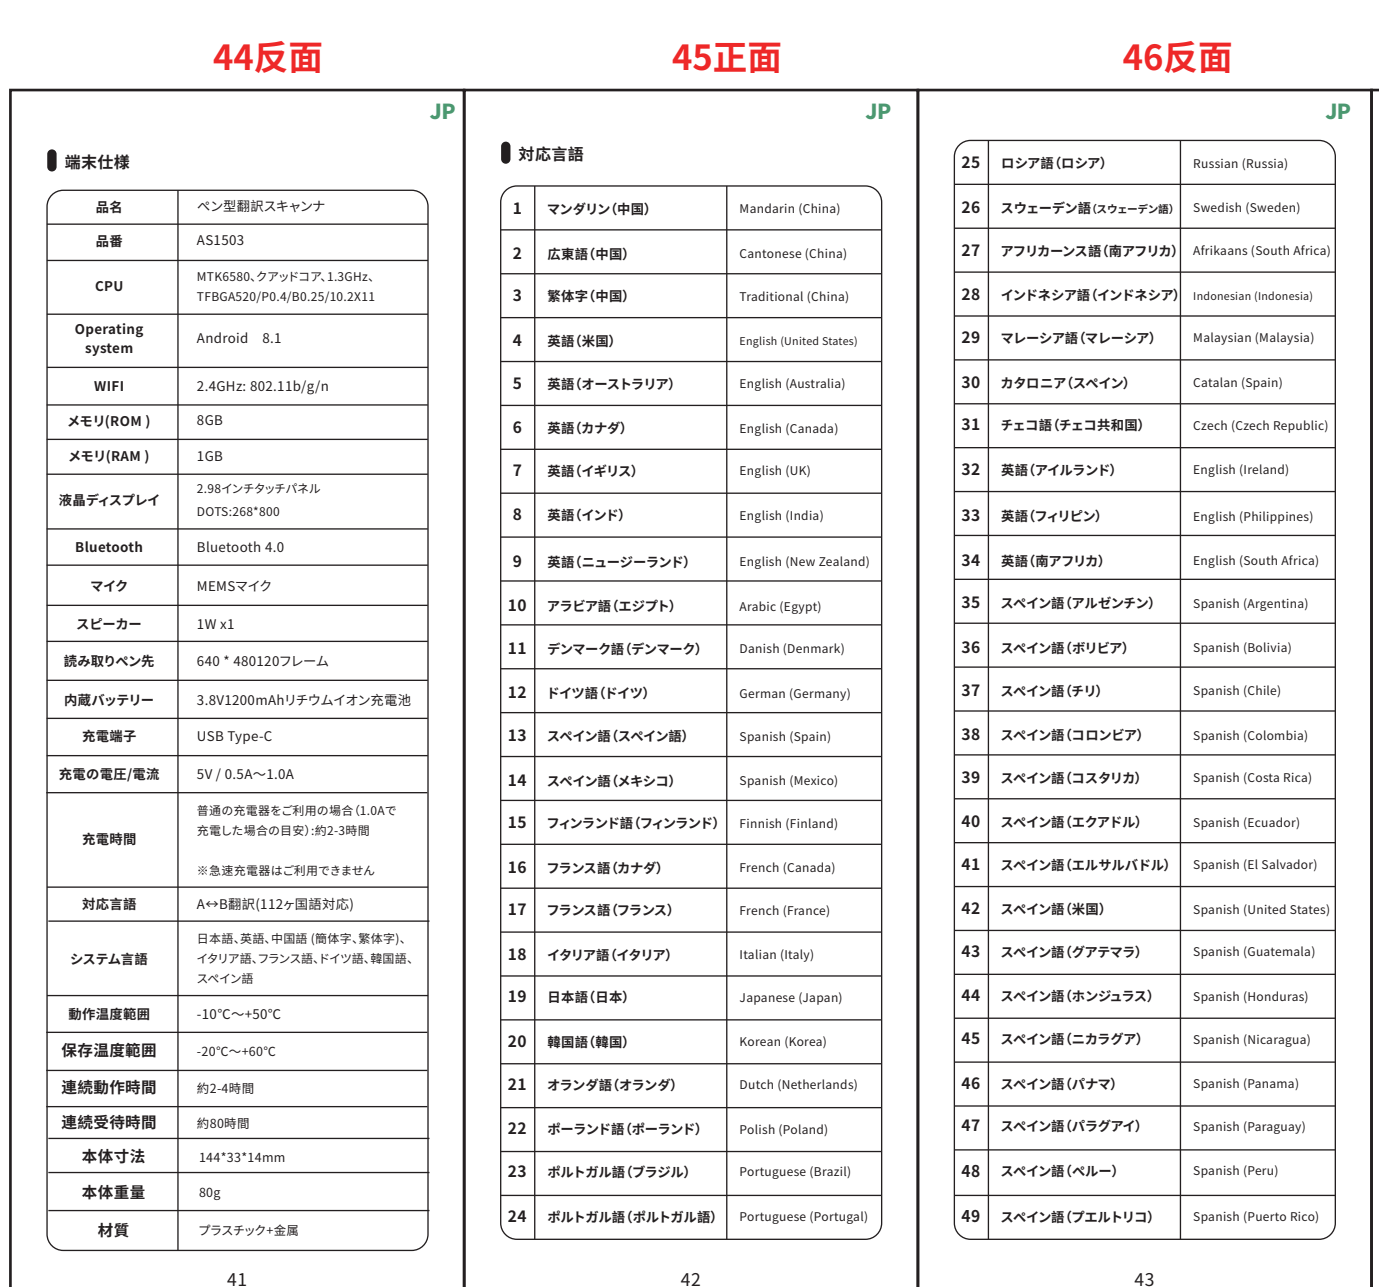 44反面
JP
端末仕様
品名 ペン型翻訳スキャンナ
品番 AS1503
CPU MTK6580、クアッドコア、1.3GHz、
TFBGA520/P0.4/B0.25/10.2X11
Operating
system Android 8.1
WIFI 2.4GHz: 802.11b/g/n
メモリ(ROM ) 8GB
メモリ(RAM ) 1GB
液晶ディスプレイ 2.98インチタッチパネル
DOTS:268*800
Bluetooth Bluetooth 4.0
マイク MEMSマイク
スピーカー 1W x1
読み取りペン先 640 * 480120フレーム
内蔵バッテリー 3.8V1200mAhリチウムイオン充電池
充電端子 USB Type-C
充電の電圧/電流 5V / 0.5A～1.0A
充電時間 普通の充電器をご利用の場合（1.0Aで
充電した場合の目安）:約2-3時間
※急速充電器はご利用できません
対応言語 A↔B翻訳(112ヶ国語対応)
システム言語 日本語、英語、中国語 (簡体字、繁体字)、
イタリア語、フランス語、ドイツ語、韓国語、
スペイン語
動作温度範囲 -10℃～+50℃
保存温度範囲 -20℃～+60℃
連続動作時間 約2-4時間
連続受待時間 約80時間
本体寸法 144*33*14mm
本体重量 80g
材質 プラスチック+金属
41
45正面
JP
対応言語
1 マンダリン（中国） Mandarin (China)
2 広東語（中国） Cantonese (China)
3 繁体字（中国） Traditional (China)
4 英語（米国） English (United States)
5 英語（オーストラリア） English (Australia)
6 英語（カナダ） English (Canada)
7 英語（イギリス） English (UK)
8 英語（インド） English (India)
9 英語（ニュージーランド） English (New Zealand)
10 アラビア語（エジプト） Arabic (Egypt)
11 デンマーク語（デンマーク） Danish (Denmark)
12 ドイツ語（ドイツ） German (Germany)
13 スペイン語（スペイン語） Spanish (Spain)
14 スペイン語（メキシコ） Spanish (Mexico)
15 フィンランド語（フィンランド） Finnish (Finland)
16 フランス語（カナダ） French (Canada)
17 フランス語（フランス） French (France)
18 イタリア語（イタリア） Italian (Italy)
19 日本語（日本） Japanese (Japan)
20 韓国語（韓国） Korean (Korea)
21 オランダ語（オランダ） Dutch (Netherlands)
22 ポーランド語（ポーランド） Polish (Poland)
23 ポルトガル語（ブラジル） Portuguese (Brazil)
24 ポルトガル語（ポルトガル語） Portuguese (Portugal)
42
46反面
JP
25 ロシア語（ロシア） Russian (Russia)
26 スウェーデン語（スウェーデン語） Swedish (Sweden)
27 アフリカーンス語（南アフリカ） Afrikaans (South Africa)
28 インドネシア語（インドネシア） Indonesian (Indonesia)
29 マレーシア語（マレーシア） Malaysian (Malaysia)
30 カタロニア（スペイン） Catalan (Spain)
31 チェコ語（チェコ共和国） Czech (Czech Republic)
32 英語（アイルランド） English (Ireland)
33 英語（フィリピン） English (Philippines)
34 英語（南アフリカ） English (South Africa)
35 スペイン語（アルゼンチン） Spanish (Argentina)
36 スペイン語（ボリビア） Spanish (Bolivia)
37 スペイン語（チリ） Spanish (Chile)
38 スペイン語（コロンビア） Spanish (Colombia)
39 スペイン語（コスタリカ） Spanish (Costa Rica)
40 スペイン語（エクアドル） Spanish (Ecuador)
41 スペイン語（エルサルバドル） Spanish (El Salvador)
42 スペイン語（米国） Spanish (United States)
43 スペイン語（グアテマラ） Spanish (Guatemala)
44 スペイン語（ホンジュラス） Spanish (Honduras)
45 スペイン語（ニカラグア） Spanish (Nicaragua)
46 スペイン語（パナマ） Spanish (Panama)
47 スペイン語（パラグアイ） Spanish (Paraguay)
48 スペイン語（ペルー） Spanish (Peru)
49 スペイン語（プエルトリコ） Spanish (Puerto Rico)
43